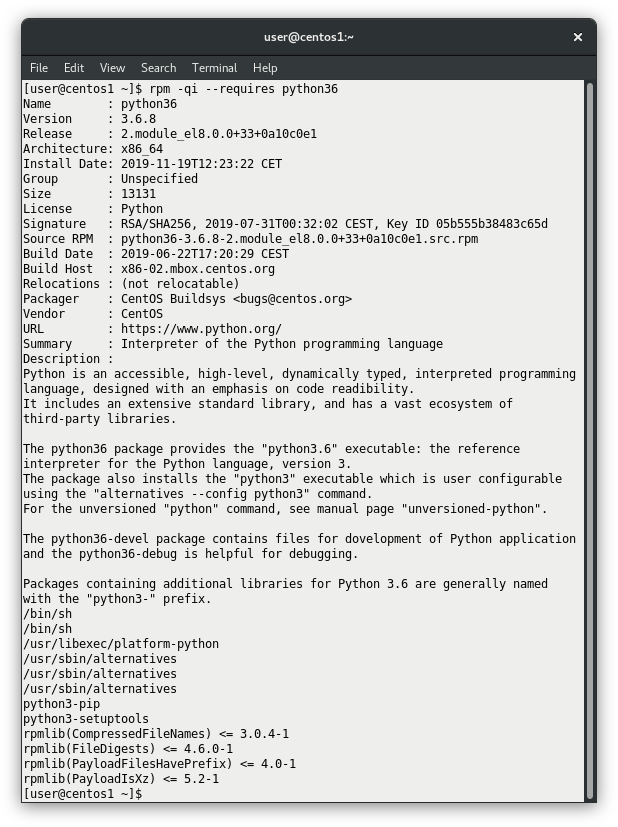 user@centos1:~ ×
File Edit View Search Terminal Help
[user@centos1 ~]$ rpm -qi --requires python36
Name        : python36
Version     : 3.6.8
Release     : 2.module_el8.0.0+33+0a10c0e1
Architecture: x86_64
Install Date: 2019-11-19T12:23:22 CET
Group       : Unspecified
Size        : 13131
License     : Python
Signature   : RSA/SHA256, 2019-07-31T00:32:02 CEST, Key ID 05b555b38483c65d
Source RPM  : python36-3.6.8-2.module_el8.0.0+33+0a10c0e1.src.rpm
Build Date  : 2019-06-22T17:20:29 CEST
Build Host  : x86-02.mbox.centos.org
Relocations : (not relocatable)
Packager    : CentOS Buildsys <bugs@centos.org>
Vendor      : CentOS
URL         : https://www.python.org/
Summary     : Interpreter of the Python programming language
Description :
Python is an accessible, high-level, dynamically typed, interpreted programming
language, designed with an emphasis on code readibility.
It includes an extensive standard library, and has a vast ecosystem of
third-party libraries.

The python36 package provides the "python3.6" executable: the reference
interpreter for the Python language, version 3.
The package also installs the "python3" executable which is user configurable
using the "alternatives --config python3" command.
For the unversioned "python" command, see manual page "unversioned-python".

The python36-devel package contains files for dovelopment of Python application
and the python36-debug is helpful for debugging.

Packages containing additional libraries for Python 3.6 are generally named
with the "python3-" prefix.
/bin/sh
/bin/sh
/usr/libexec/platform-python
/usr/sbin/alternatives
/usr/sbin/alternatives
/usr/sbin/alternatives
python3-pip
python3-setuptools
rpmlib(CompressedFileNames) <= 3.0.4-1
rpmlib(FileDigests) <= 4.6.0-1
rpmlib(PayloadFilesHavePrefix) <= 4.0-1
rpmlib(PayloadIsXz) <= 5.2-1
[user@centos1 ~]$